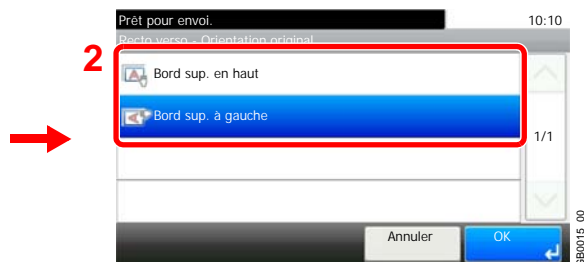 Prêt pour envoi. 10:10
Recto verso - Orientation original
2
Bord sup. en haut
Bord sup. à gauche
1/1
Annuler OK